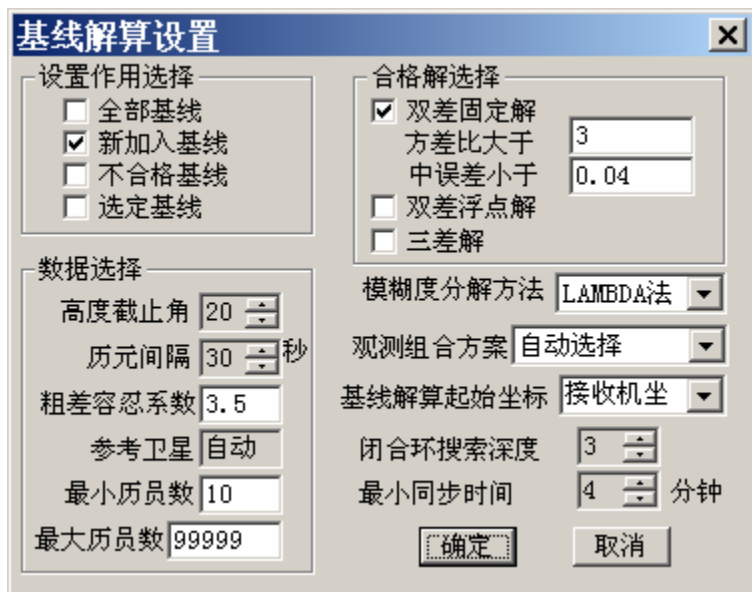 基线解算设置
设置作用选择
全部基线
新加入基线
不合格基线
选定基线
数据选择
高度截止角 20
历元间隔 30 秒
粗差容忍系数 3.5
参考卫星 自动
最小历员数 10
最大历员数 99999
合格解选择
双差固定解
方差比大于 3
中误差小于 0.04
双差浮点解
三差解
模糊度分解方法 LAMBDA法
观测组合方案 自动选择
基线解算起始坐标 接收机坐
闭合环搜索深度 3
最小同步时间 4 分钟
确定 取消